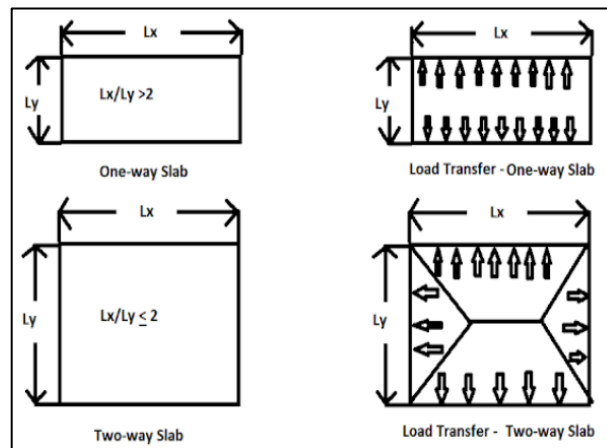 Lx
Lx
Ly
Lx/Ly >2
Ly
One-way Slab
Load Transfer - One-way Slab
Lx
Lx
Ly
Lx/Ly ≤ 2
Ly
Two-way Slab
Load Transfer - Two-way Slab